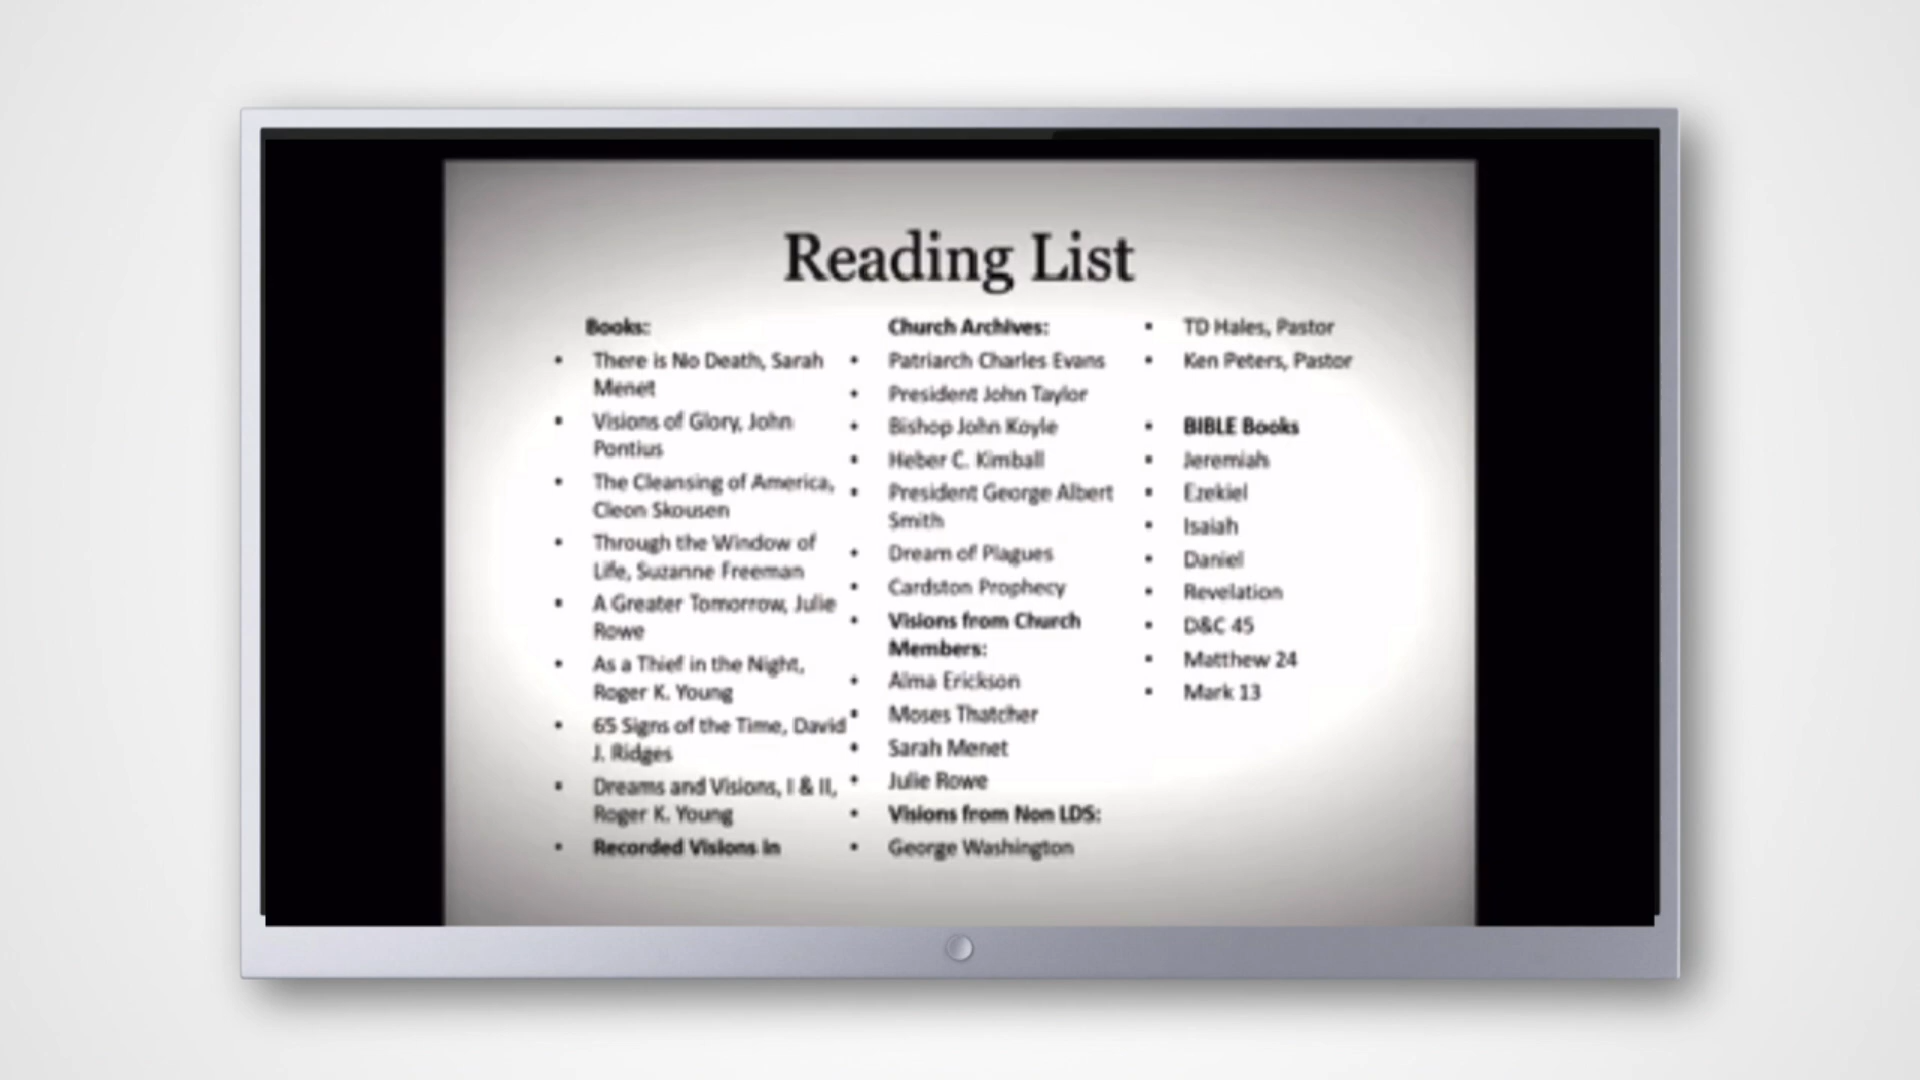 Reading List
Books:
There is No Death, Sarah
Menet
Visions of Glory, John
Pontius
The Cleansing of America,
Cleon Skousen
Through the Window of
Life, Suzanne Freeman
A Greater Tomorrow, Julie
Rowe
As a Thief in the Night,
Roger K. Young
65 Signs of the Time, David
J. Ridges
Dreams and Visions, I & II,
Roger K. Young
Recorded Visions in
Church Archives:
Patriarch Charles Evans
President John Taylor
Bishop John Koyle
Heber C. Kimball
President George Albert
Smith
Dream of Plagues
Cardston Prophecy
Visions from Church
Members:
Alma Erickson
Moses Thatcher
Sarah Menet
Julie Rowe
Visions from Non LDS:
George Washington
TD Hales, Pastor
Ken Peters, Pastor
BIBLE Books
Jeremiah
Ezekiel
Isaiah
Daniel
Revelation
D&C 45
Matthew 24
Mark 13